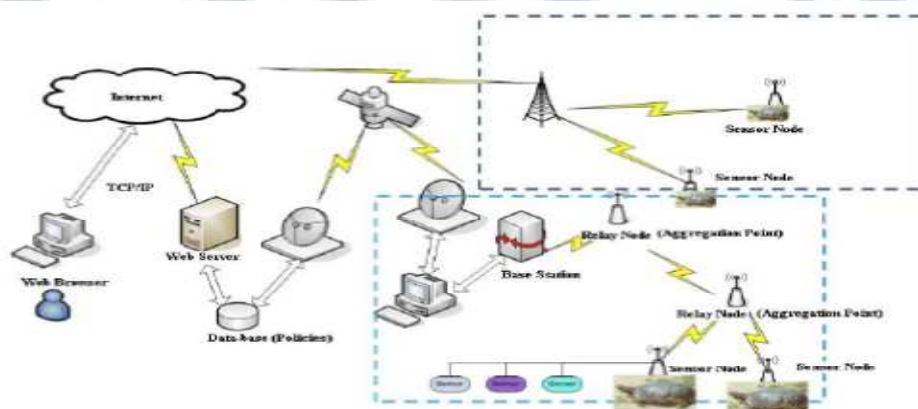 Internet
Sensor Node
TCP/IP
Sensor Node
Web Server
Relay Node (Aggregation Point)
Base Station
Web Browser
Data-base (Policies)
Relay Node (Aggregation Point)
Sensor Node
Sensor Node